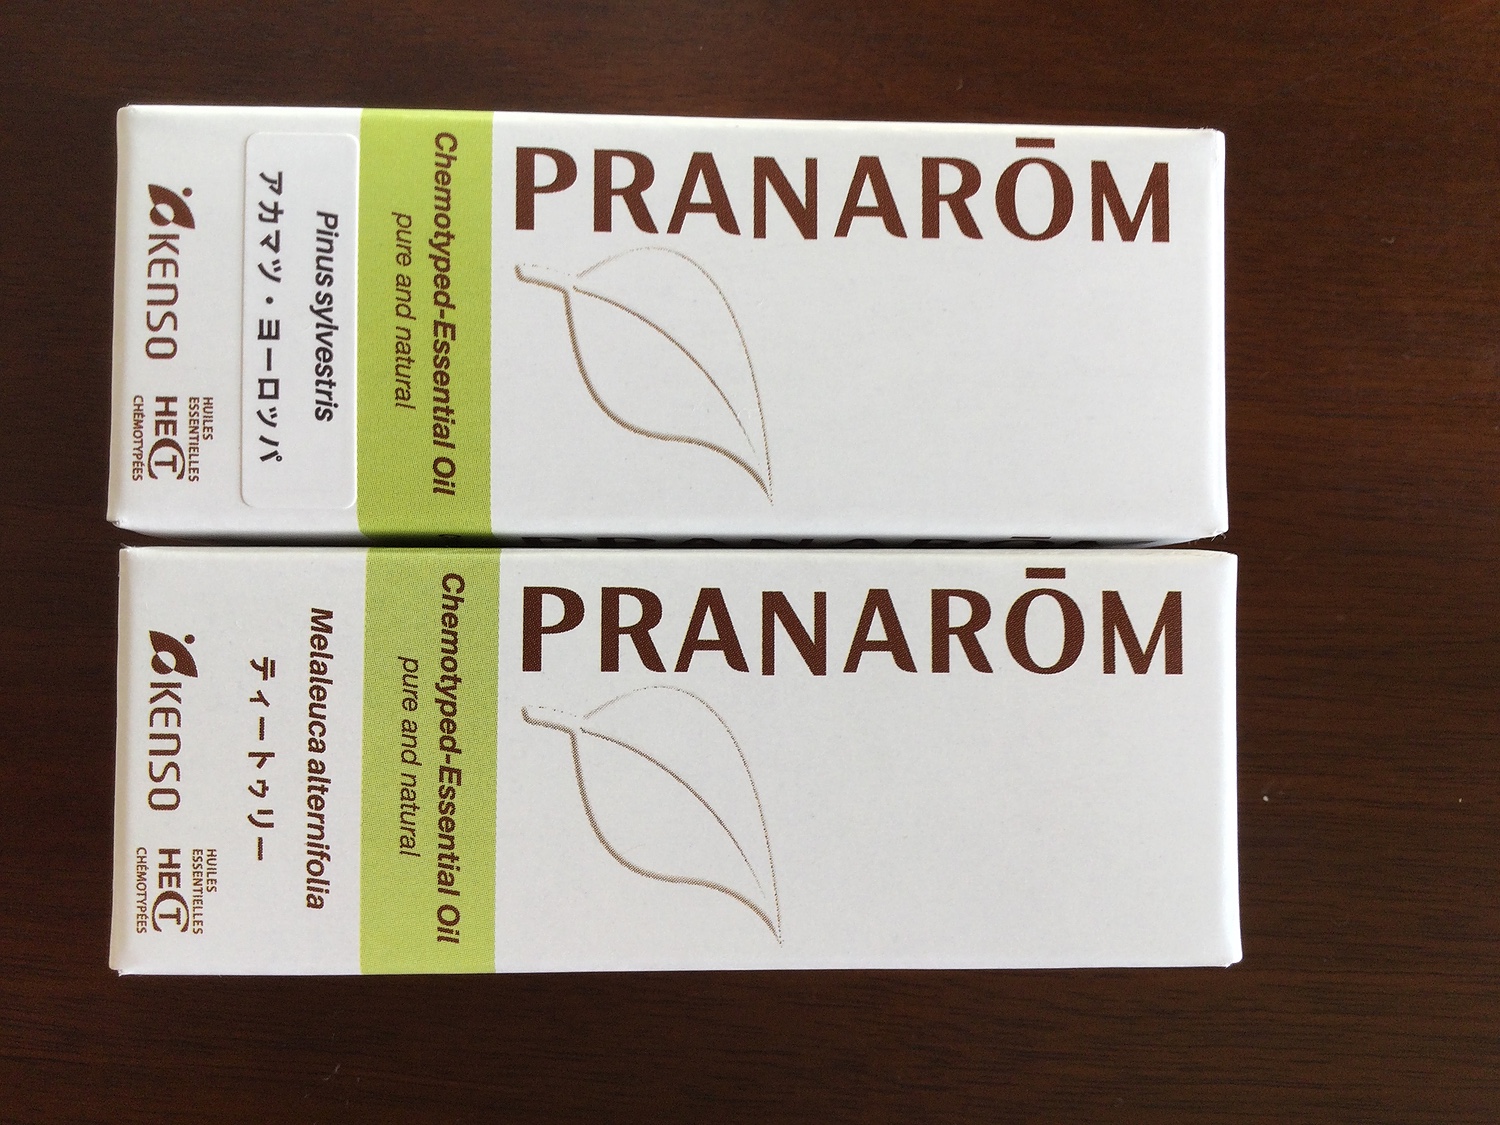 PRANARŌM
Chemotyped-Essential Oil
pure and natural
Pinus sylvestris
アカマツ・ヨーロッパ
KENSO
HUILES
ESSENTIELLES
HECT
CHÉMOTYPÉES
PRANARŌM
Chemotyped-Essential Oil
pure and natural
Melaleuca alternifolia
ティートゥリー
KENSO
HUILES
ESSENTIELLES
HECT
CHÉMOTYPÉES